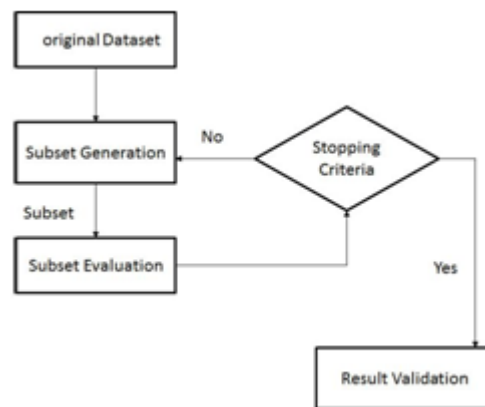 original Dataset
No
Subset Generation
Stopping
Criteria
Subset
Subset Evaluation
Yes
Result Validation